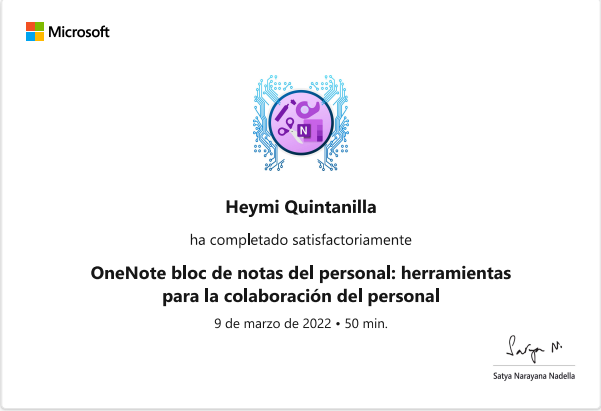 Microsoft
N
Heymi Quintanilla
ha completado satisfactoriamente
OneNote bloc de notas del personal: herramientas
para la colaboración del personal
9 de marzo de 2022 • 50 min.
Satya N.
Satya Narayana Nadella